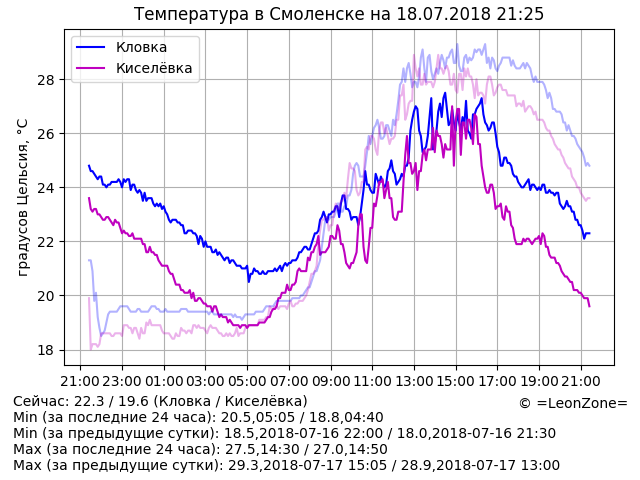 Температура в Смоленске на 18.07.2018 21:25
Кловка
Киселёвка
градусов Цельсия, °C
28
26
24
22
20
18
21:00 23:00 01:00 03:00 05:00 07:00 09:00 11:00 13:00 15:00 17:00 19:00 21:00
Сейчас: 22.3 / 19.6 (Кловка / Киселёвка)
© =LeonZone=
Min (за последние 24 часа): 20.5,05:05 / 18.8,04:40
Min (за предыдущие сутки): 18.5,2018-07-16 22:00 / 18.0,2018-07-16 21:30
Max (за последние 24 часа): 27.5,14:30 / 27.0,14:50
Max (за предыдущие сутки): 29.3,2018-07-17 15:05 / 28.9,2018-07-17 13:00